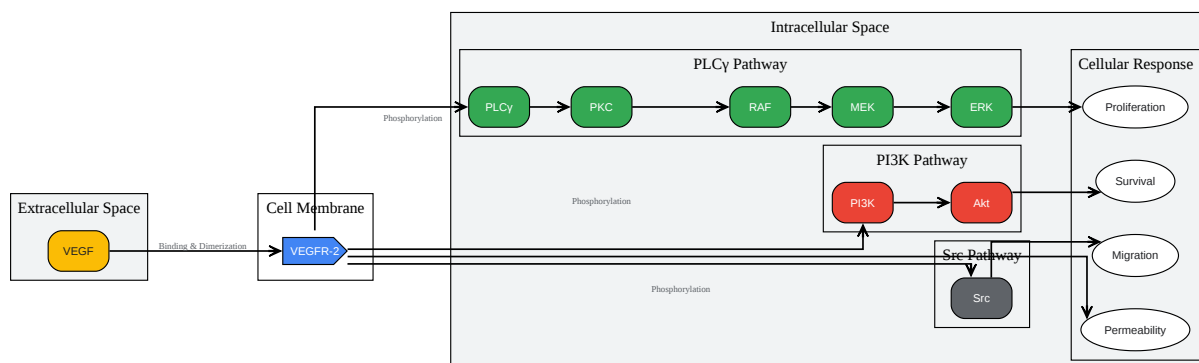 Intracellular Space
PLCγ Pathway
Cellular Response
PLCγ
PKC
RAF
MEK
ERK
Proliferation
Phosphorylation
PI3K Pathway
Survival
Phosphorylation
PI3K
Akt
Extracellular Space
Cell Membrane
VEGF
Binding & Dimerization
VEGFR-2
Src Pathway
Migration
Phosphorylation
Src
Permeability